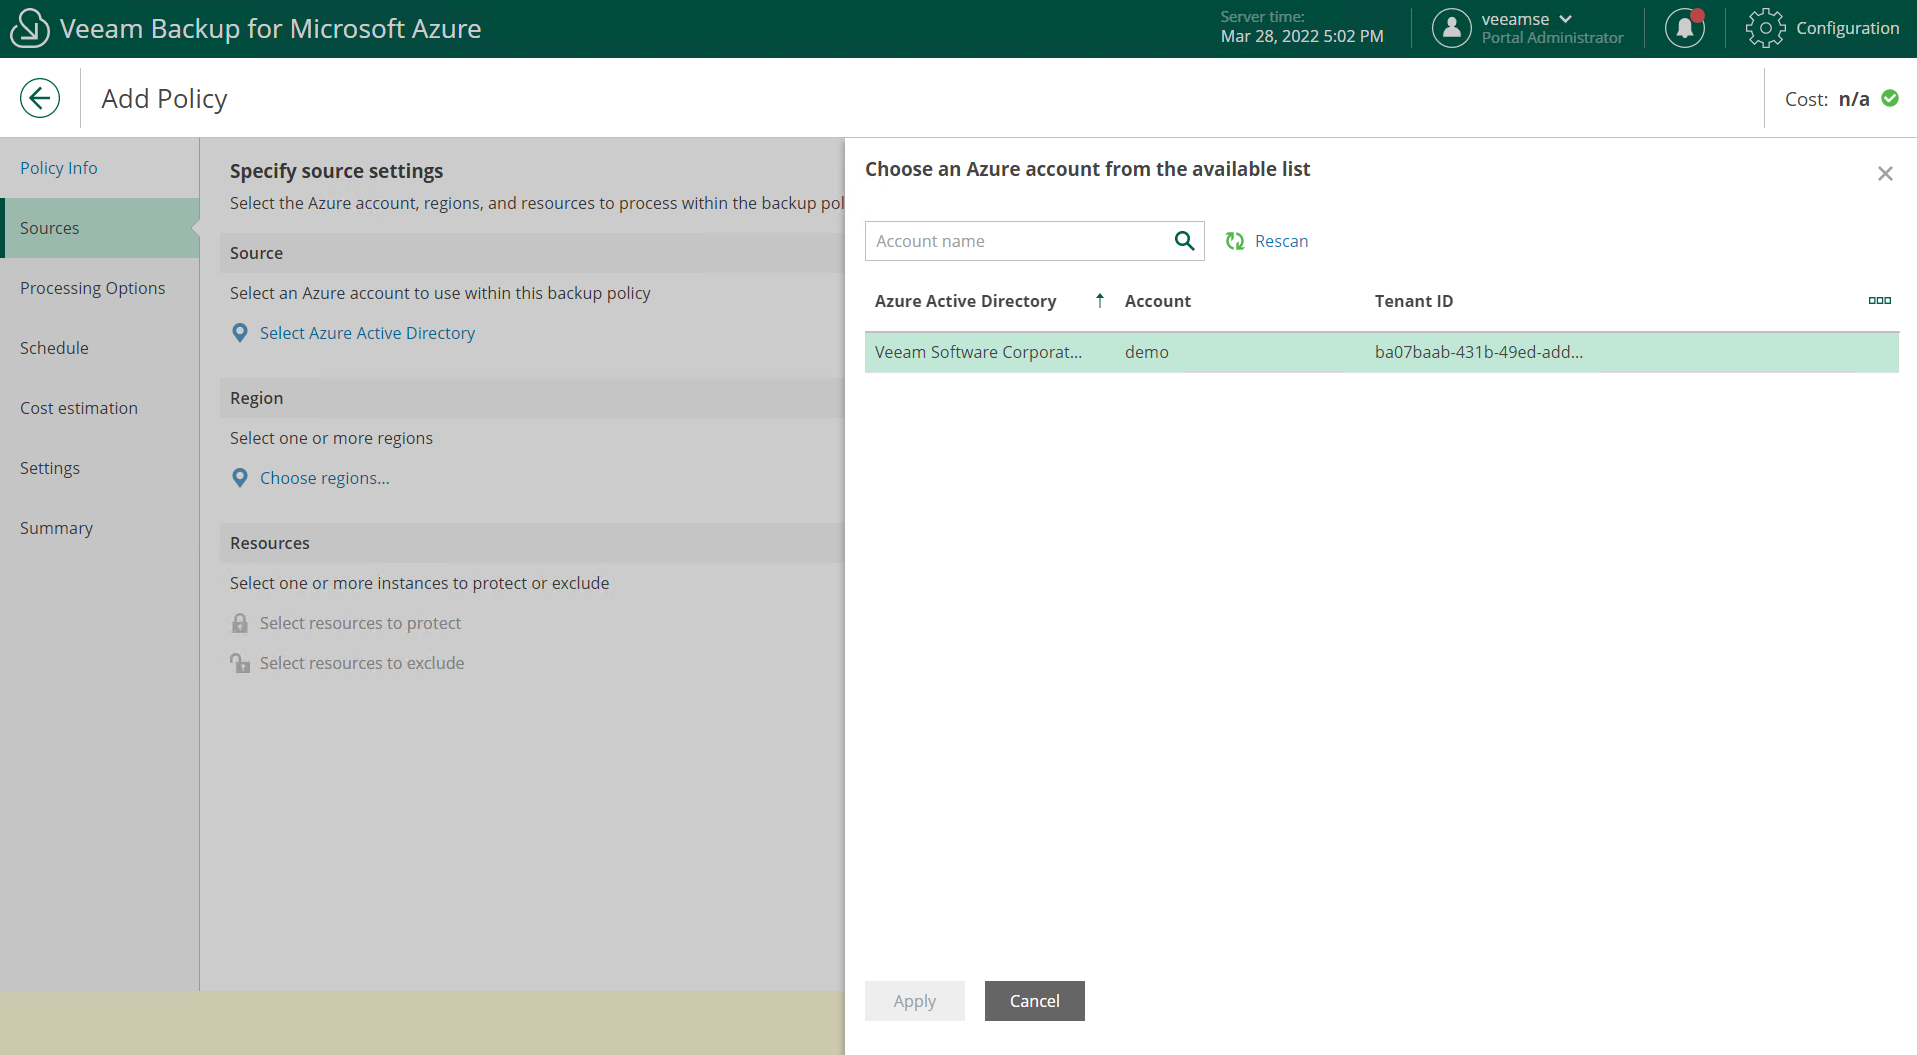 Veeam Backup for Microsoft Azure
Server time:
Mar 28, 2022 5:02 PM
veeamse
Portal Administrator
Configuration
Add Policy
Cost: n/a
Policy Info
Sources
Processing Options
Schedule
Cost estimation
Settings
Summary
Specify source settings
Select the Azure account, regions, and resources to process within the backup pol
Source
Select an Azure account to use within this backup policy
Select Azure Active Directory
Region
Select one or more regions
Choose regions...
Resources
Select one or more instances to protect or exclude
Select resources to protect
Select resources to exclude
Choose an Azure account from the available list
Account name
Rescan
Azure Active Directory Account Tenant ID
Veeam Software Corporat... demo ba07baab-431b-49ed-add...
Apply Cancel